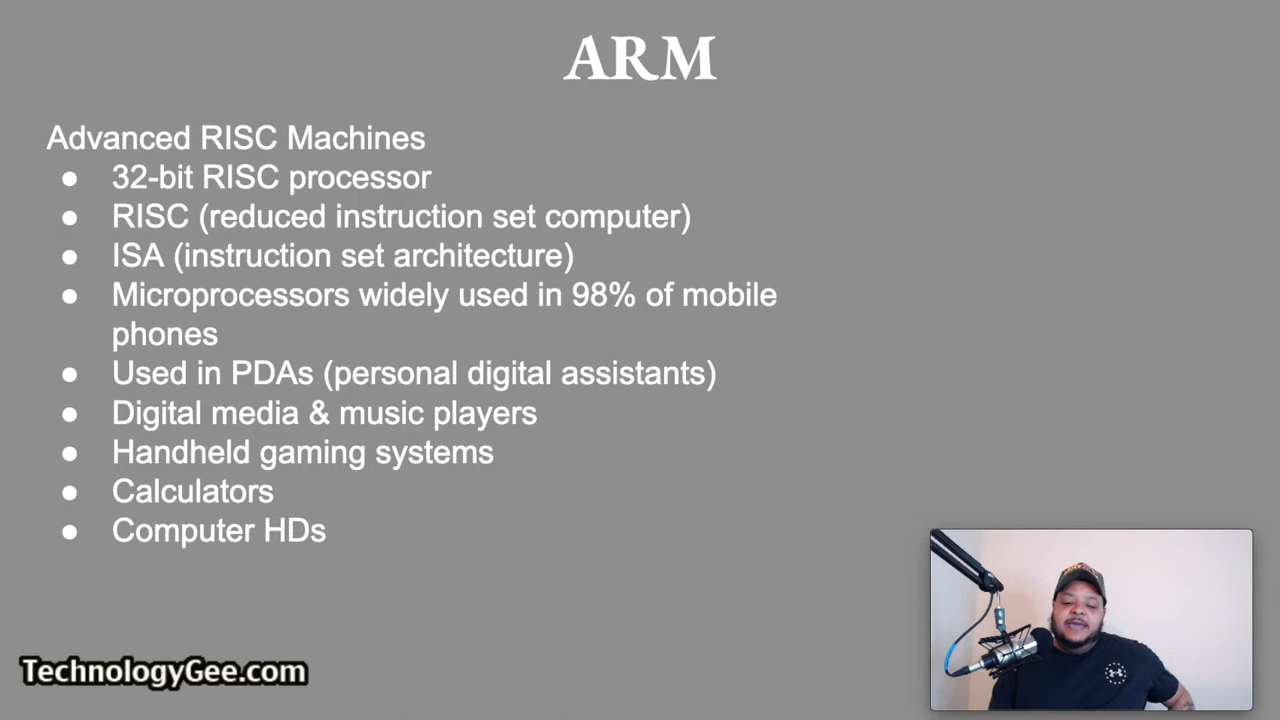 ARM
Advanced RISC Machines
● 32-bit RISC processor
● RISC (reduced instruction set computer)
● ISA (instruction set architecture)
● Microprocessors widely used in 98% of mobile
phones
● Used in PDAs (personal digital assistants)
● Digital media & music players
● Handheld gaming systems
● Calculators
● Computer HDs
TechnologyGee.com